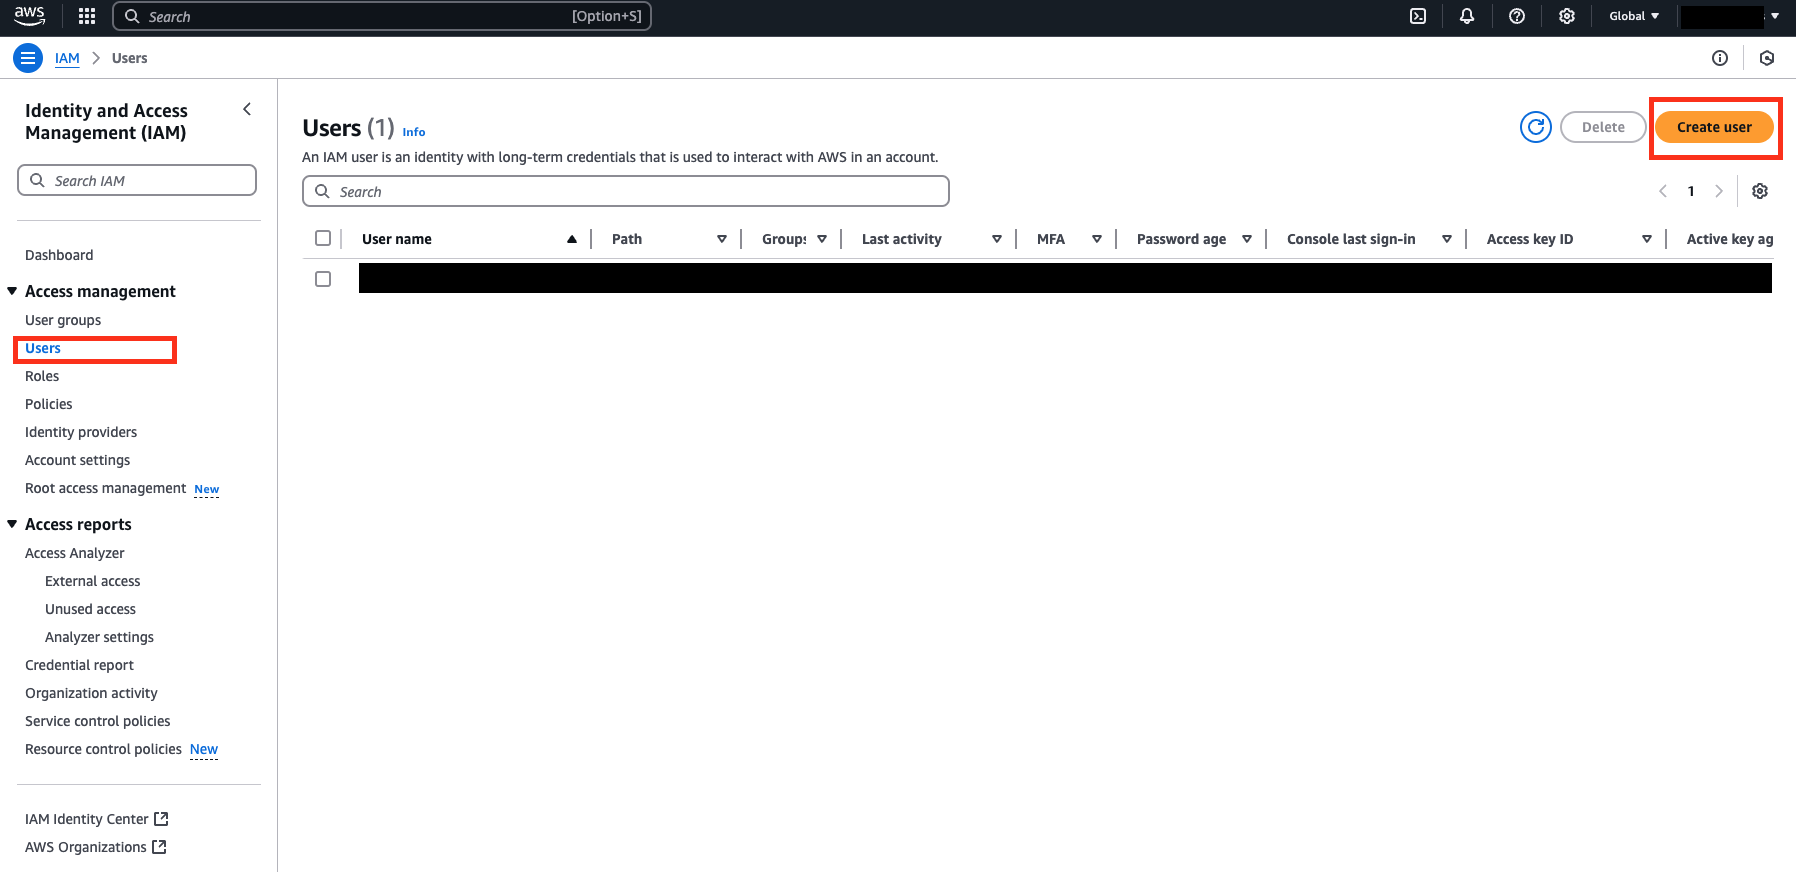 aws
Search [Option+S]
Global
IAM > Users
Identity and Access
Management (IAM)
Search IAM
Dashboard
Access management
User groups
Users
Roles
Policies
Identity providers
Account settings
Root access management New
Access reports
Access Analyzer
External access
Unused access
Analyzer settings
Credential report
Organization activity
Service control policies
Resource control policies New
IAM Identity Center
AWS Organizations
Users (1) Info
Delete
Create user
An IAM user is an identity with long-term credentials that is used to interact with AWS in an account.
Search
1
User name Path Groups Last activity MFA Password age Console last sign-in Access key ID Active key ag